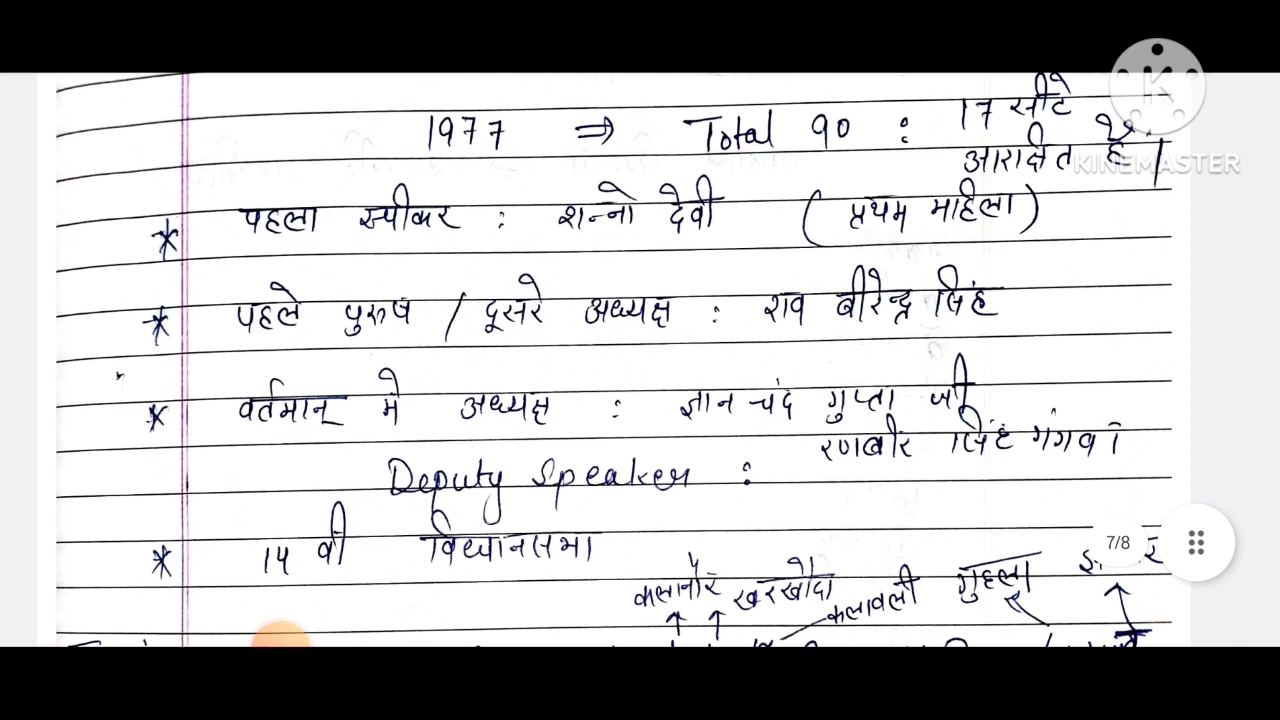 1977 ⇒ Total 90 : 17 सीटे
आरक्षित है।
KINEMASTER
* पहला स्पीकर : शन्नो देवी ( प्रथम महिला )
* पहले पुरुष / दूसरे अध्यक्ष : राव बीरेन्द्र सिंह
* वर्तमान में अध्यक्ष : ज्ञान चंद गुप्ता जी
Deputy Speaker : रणबीर सिंह गंगवा
* 14 वी विधानसभा
7/8
कलानौर खरखोदा कलावली गुहला